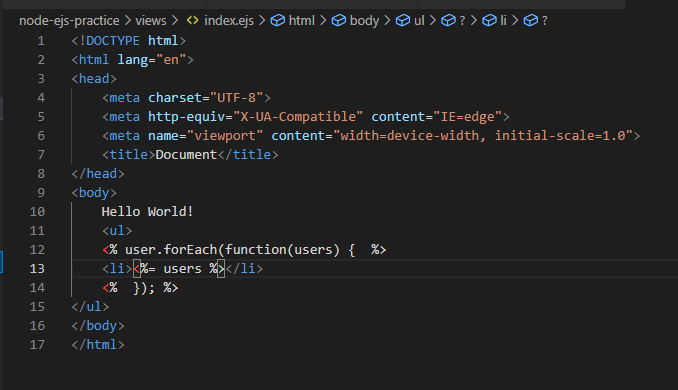 node-ejs-practice > views > <> index.ejs > html > body > ul > ? > li > ?
1 <!DOCTYPE html>
2 <html lang="en">
3 <head>
4     <meta charset="UTF-8">
5     <meta http-equiv="X-UA-Compatible" content="IE=edge">
6     <meta name="viewport" content="width=device-width, initial-scale=1.0">
7     <title>Document</title>
8 </head>
9 <body>
10     Hello World!
11     <ul>
12     <% user.forEach(function(users) {  %>
13     <li><%= users %></li>
14     <%  }); %>
15 </ul>
16 </body>
17 </html>